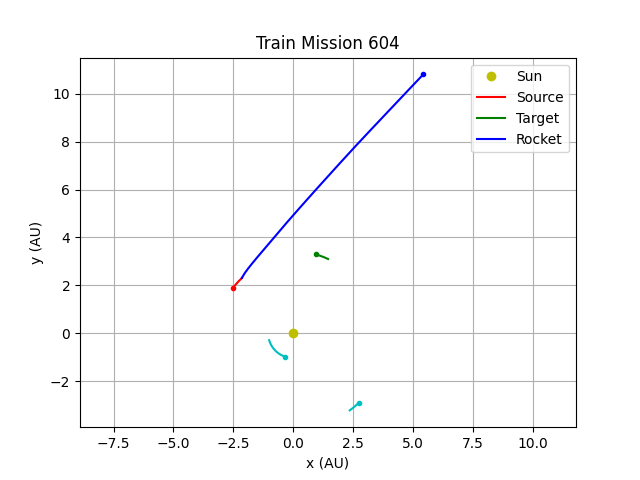 Train Mission 604
Sun
Source
Target
Rocket
10
8
6
4
2
0
−2
y (AU)
−7.5 −5.0 −2.5 0.0 2.5 5.0 7.5 10.0
x (AU)